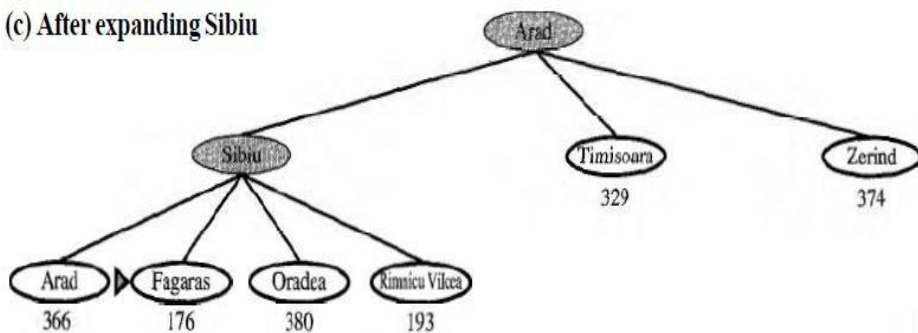 (c) After expanding Sibiu
Arad
Sibiu
Timisoara
Zerind
329
374
Arad
Fagaras
Oradea
Rimnicu Vilcea
366
176
380
193